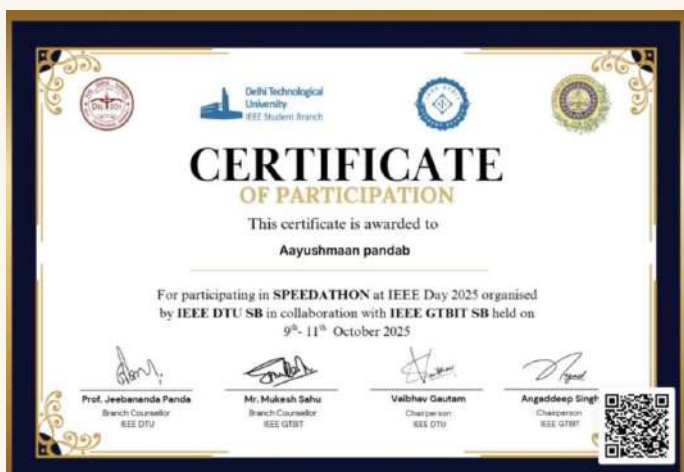 Delhi Technological
University
IEEE Student Branch
CERTIFICATE
OF PARTICIPATION
This certificate is awarded to
Aayushmaan pandab
For participating in SPEEDATHON at IEEE Day 2025 organised
by IEEE DTU SB in collaboration with IEEE GTBIT SB held on
9th- 11th October 2025
Prof. Jeebananda Panda
Branch Counsellor
IEEE DTU
Mr. Mukesh Sahu
Branch Counsellor
IEEE GTBIT
Vaibhav Gautam
Chairperson
IEEE DTU
Angaddeep Singh
Chairperson
IEEE GTBIT